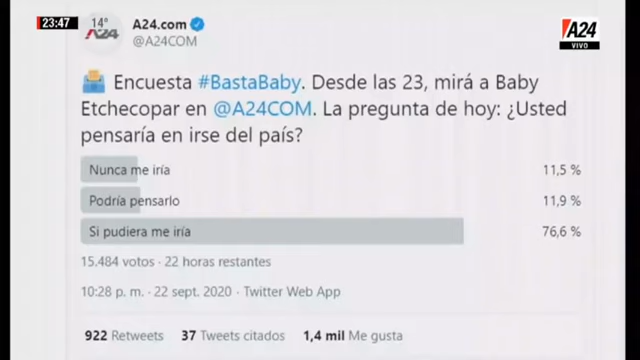 23:47 14°
A24
A24.com
@A24COM
A24
VIVO
Encuesta #BastaBaby. Desde las 23, mirá a Baby
Etchecopar en @A24COM. La pregunta de hoy: ¿Usted
pensaría en irse del país?
Nunca me iría 11,5 %
Podría pensarlo 11,9 %
Si pudiera me iría 76,6 %
15.484 votos · 22 horas restantes
10:28 p. m. · 22 sept. 2020 · Twitter Web App
922 Retweets 37 Tweets citados 1,4 mil Me gusta